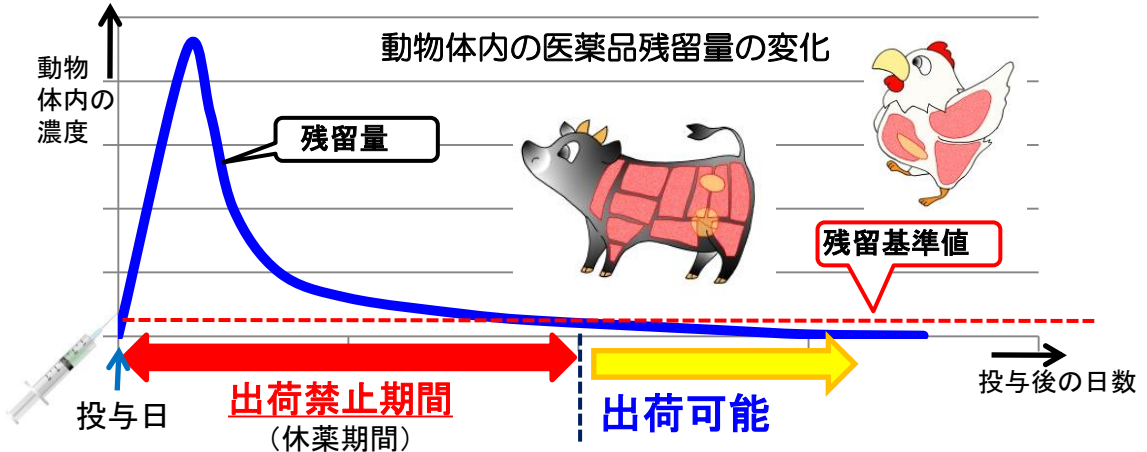 動物体内の医薬品残留量の変化
動物
体内の
濃度
残留量
残留基準値
投与日
出荷禁止期間
（休薬期間）
出荷可能
投与後の日数